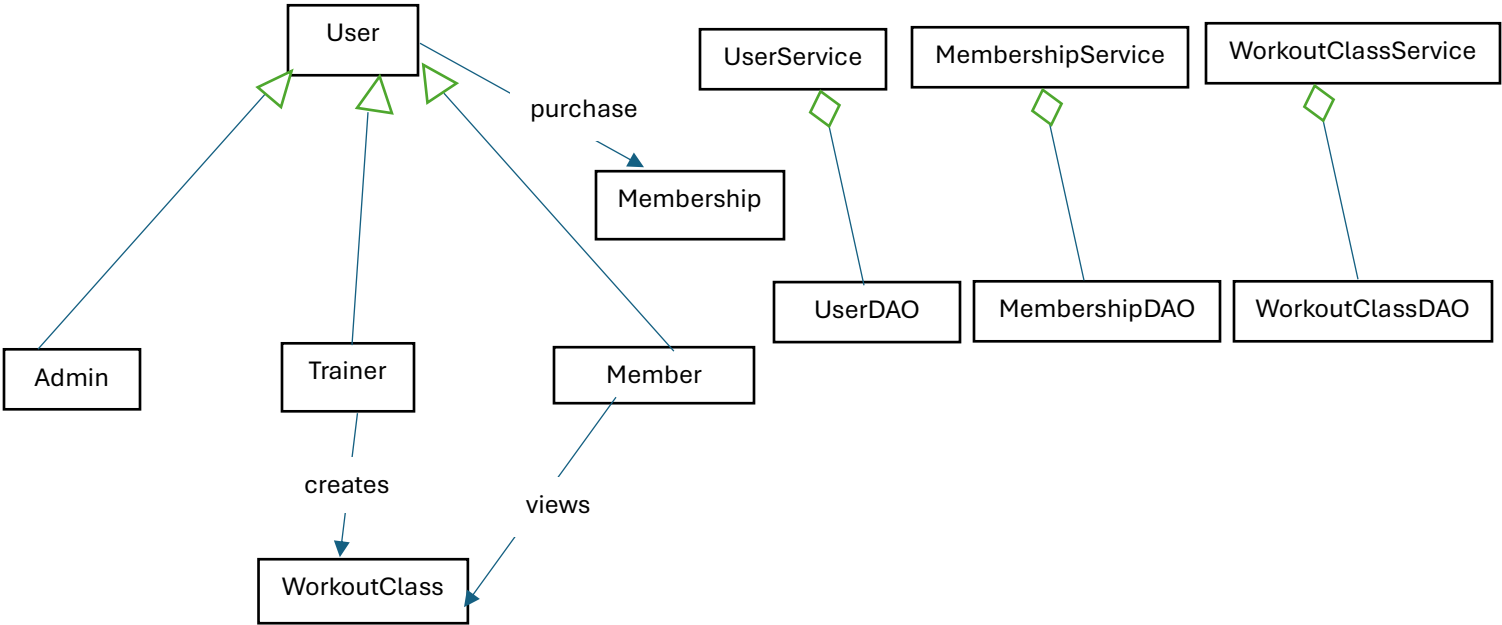 User
UserService
MembershipService
WorkoutClassService
purchase
Membership
UserDAO
MembershipDAO
WorkoutClassDAO
Admin
Trainer
Member
creates
views
WorkoutClass